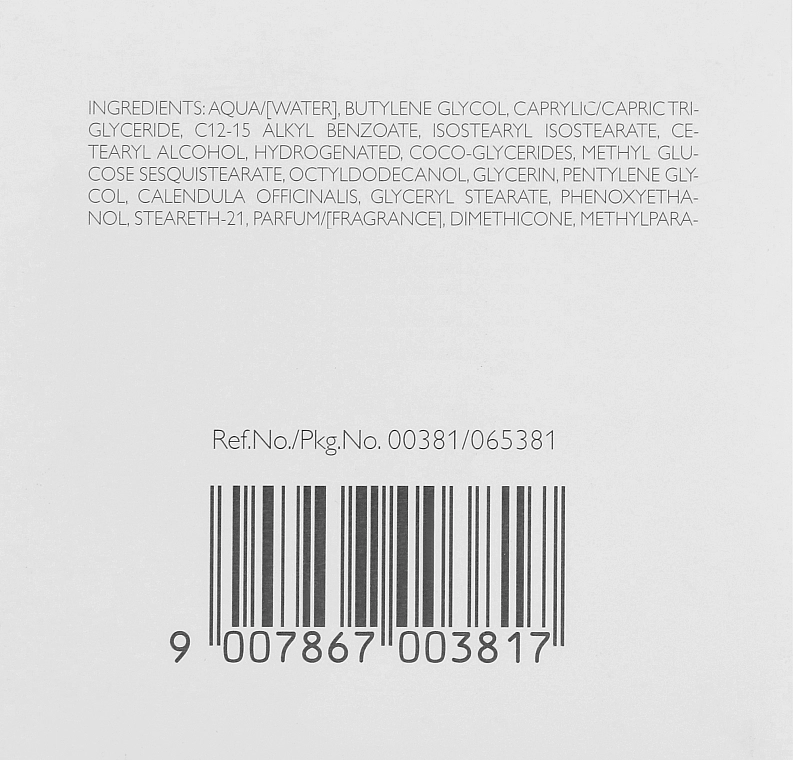 INGREDIENTS: AQUA/[WATER], BUTYLENE GLYCOL, CAPRYLIC/CAPRIC TRI-
GLYCERIDE, C12-15 ALKYL BENZOATE, ISOSTEARYL ISOSTEARATE, CE-
TEARYL ALCOHOL, HYDROGENATED, COCO-GLYCERIDES, METHYL GLU-
COSE SESQUISTEARATE, OCTYLDODECANOL, GLYCERIN, PENTYLENE GLY-
COL, CALENDULA OFFICINALIS, GLYCERYL STEARATE, PHENOXYETHA-
NOL, STEARETH-21, PARFUM/[FRAGRANCE], DIMETHICONE, METHYLPARA-
Ref.No./Pkg.No. 00381/065381
9 007867 003817